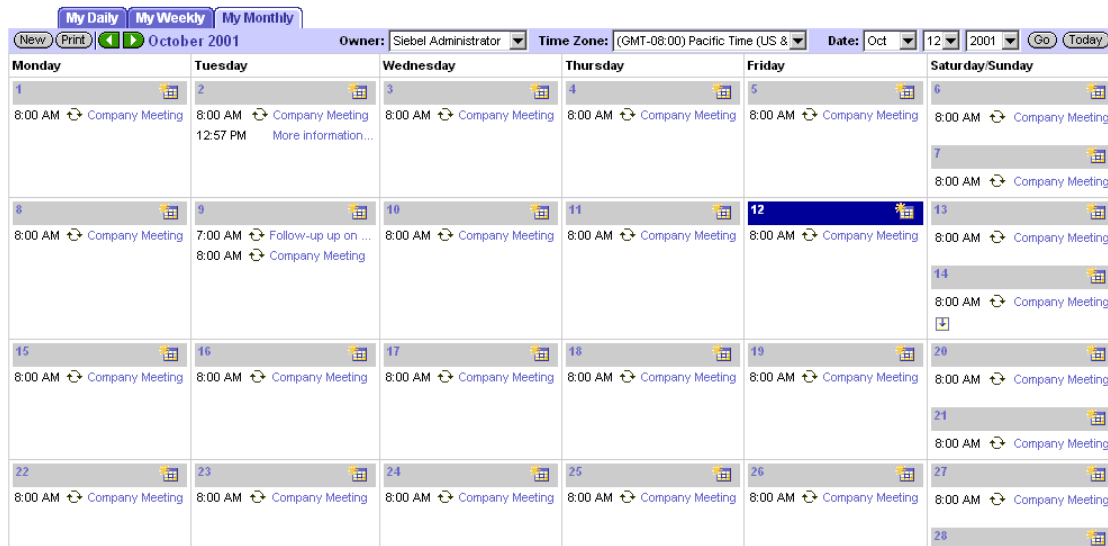 My Daily My Weekly My Monthly
New Print October 2001 Owner: Siebel Administrator Time Zone: (GMT-08:00) Pacific Time (US & Date: Oct 12 2001 Go Today
Monday Tuesday Wednesday Thursday Friday Saturday/Sunday
1 2 3 4 5 6
8:00 AM Company Meeting 8:00 AM Company Meeting 8:00 AM Company Meeting 8:00 AM Company Meeting 8:00 AM Company Meeting 8:00 AM Company Meeting
12:57 PM More information...
7
8:00 AM Company Meeting
8 9 10 11 12 13
8:00 AM Company Meeting 7:00 AM Follow-up up on ... 8:00 AM Company Meeting 8:00 AM Company Meeting 8:00 AM Company Meeting 8:00 AM Company Meeting
8:00 AM Company Meeting
14
8:00 AM Company Meeting
15 16 17 18 19 20
8:00 AM Company Meeting 8:00 AM Company Meeting 8:00 AM Company Meeting 8:00 AM Company Meeting 8:00 AM Company Meeting 8:00 AM Company Meeting
21
8:00 AM Company Meeting
22 23 24 25 26 27
8:00 AM Company Meeting 8:00 AM Company Meeting 8:00 AM Company Meeting 8:00 AM Company Meeting 8:00 AM Company Meeting 8:00 AM Company Meeting
28